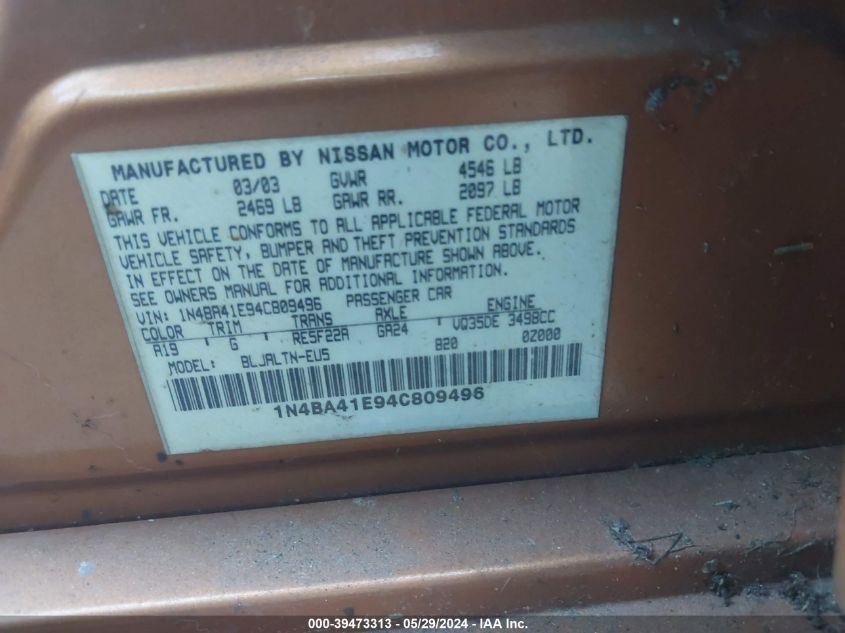 MANUFACTURED BY NISSAN MOTOR CO., LTD.
DATE 03/03 GVWR 4546 LB
GAWR FR. 2469 LB GAWR RR. 2097 LB
THIS VEHICLE CONFORMS TO ALL APPLICABLE FEDERAL MOTOR
VEHICLE SAFETY, BUMPER AND THEFT PREVENTION STANDARDS
IN EFFECT ON THE DATE OF MANUFACTURE SHOWN ABOVE.
SEE OWNERS MANUAL FOR ADDITIONAL INFORMATION.
VIN: 1N4BA41E94C809496 PASSENGER CAR
COLOR TRIM TRANS AXLE ENGINE
A19 G RE5F22A GA24 VQ35DE 3498CC
MODEL: BLJALTN-EU5 B20 0Z000
1N4BA41E94C809496
000-39473313 - 05/29/2024 - IAA Inc.